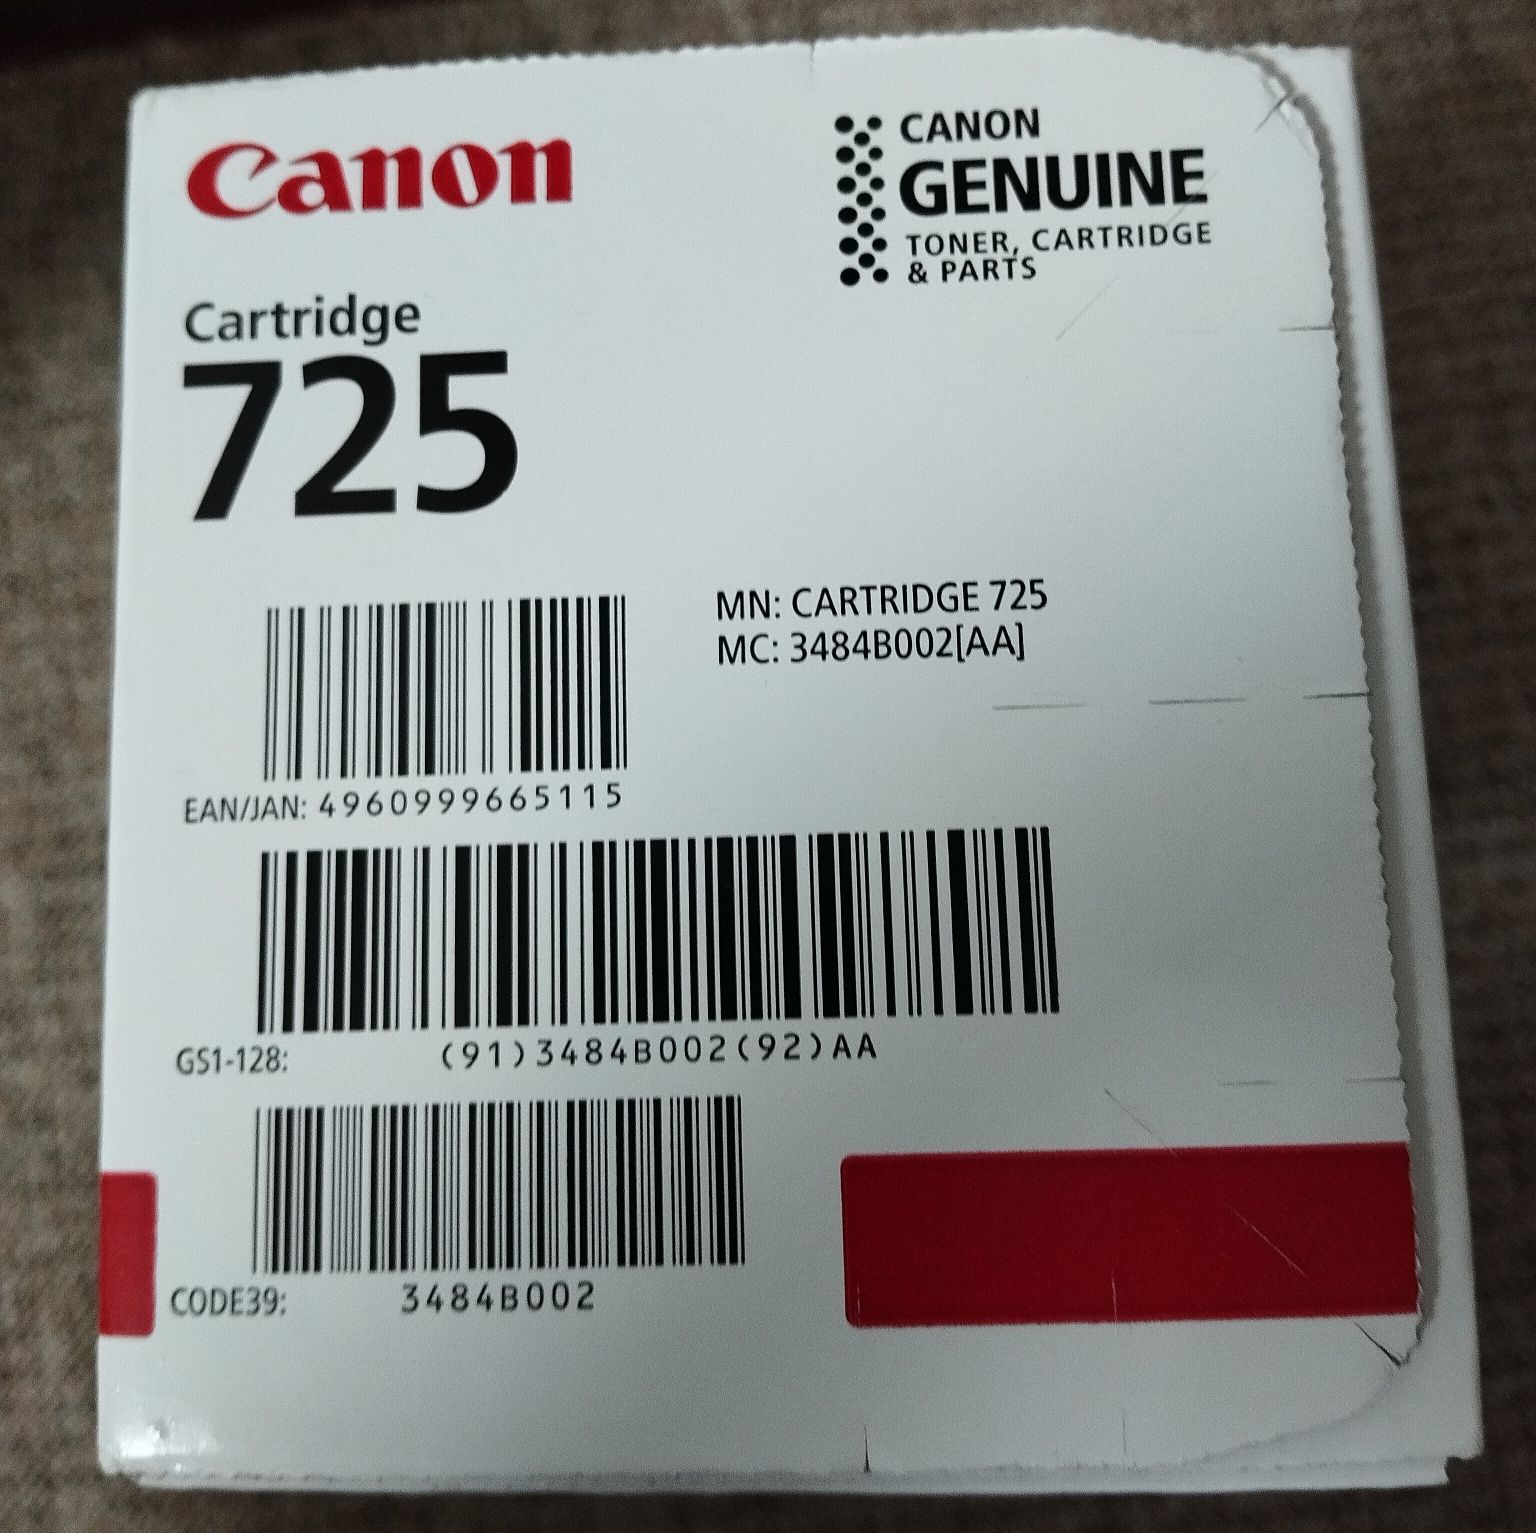 Canon
CANON
GENUINE
TONER, CARTRIDGE
& PARTS
Cartridge
725
MN: CARTRIDGE 725
MC: 3484B002[AA]
EAN/JAN: 4960999665115
GS1-128: (91)3484B002(92)AA
CODE39: 3484B002